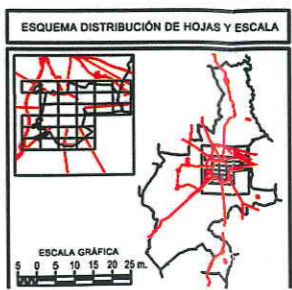 ESQUEMA DISTRIBUCIÓN DE HOJAS Y ESCALA
ESCALA GRÁFICA
5 0 5 10 15 20 25 m.